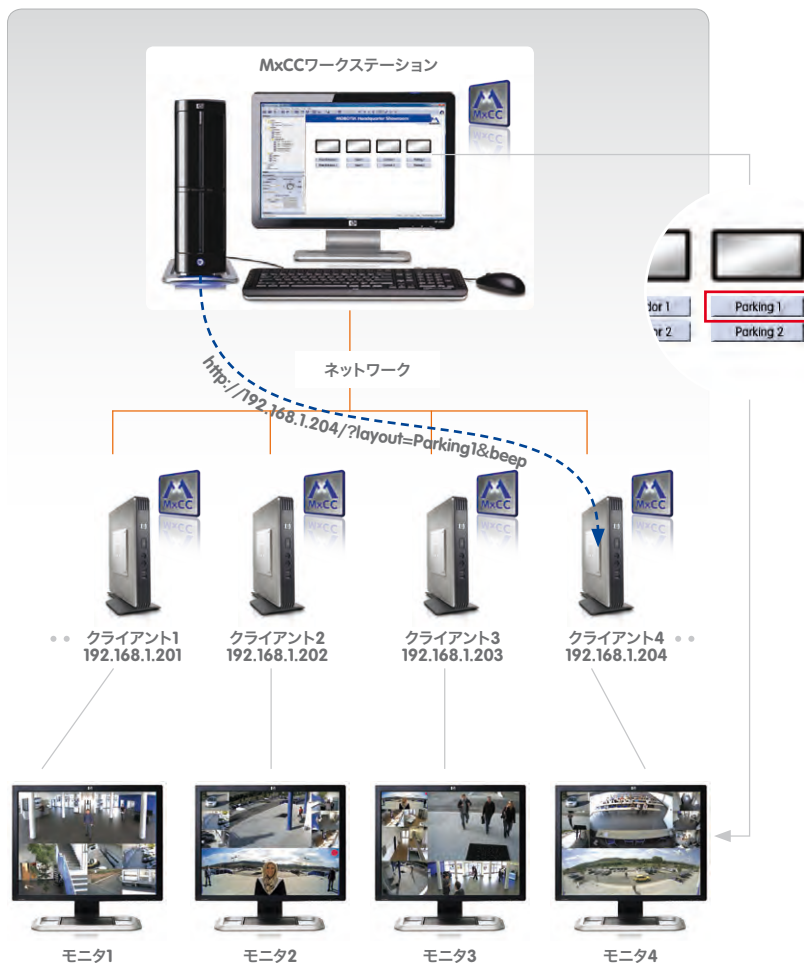 MxCCワークステーション
MxCC
MOBOTIX Headquarter Showroom
dor 1
Parking 1
or 2
Parking 2
ネットワーク
http://192.168.1.204/?layout=Parking1&beep
MxCC
MxCC
MxCC
MxCC
クライアント1
192.168.1.201
クライアント2
192.168.1.202
クライアント3
192.168.1.203
クライアント4
192.168.1.204
モニタ1
モニタ2
モニタ3
モニタ4